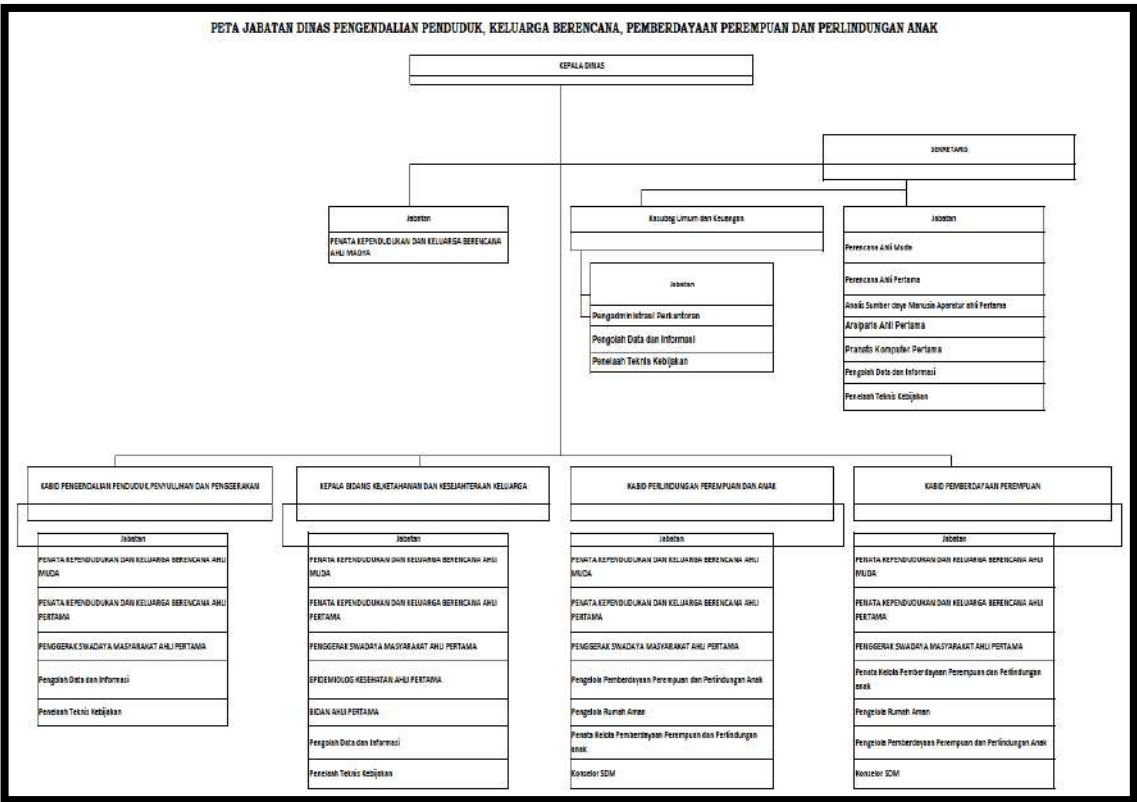 PETA JABATAN DINAS PENGENDALIAN PENDUDUK, KELUARGA BERENCANA, PEMBERDAYAAN PEREMPUAN DAN PERLINDUNGAN ANAK
KEPALA DINAS
SEKRETARIS
Jabatan
PENATA KEPENDUDUKAN DAN KELUARGA BERENCANA
AHLI MADYA
Kasubag Umum dan Keuangan
Jabatan
Pengadministrasi Perkantoran
Pengolah Data dan Informasi
Penelaah Teknis Kebijakan
Jabatan
Perencana Ahli Muda
Perencana Ahli Pertama
Analis Sumber daya Manusia Aparatur ahli Pertama
Arsiparis Ahli Pertama
Pranata Komputer Pertama
Pengolah Data dan Informasi
Penelaah Teknis Kebijakan
KABID PENGENDALIAN PENDUDUK,PENYULUHAN DAN PENGGERAKAN
Jabatan
PENATA KEPENDUDUKAN DAN KELUARGA BERENCANA AHLI
MUDA
PENATA KEPENDUDUKAN DAN KELUARGA BERENCANA AHLI
PERTAMA
PENGGERAK SWADAYA MASYARAKAT AHLI PERTAMA
Pengolah Data dan Informasi
Penelaah Teknis Kebijakan
KEPALA BIDANG KB,KETAHANAN DAN KESEJAHTERAAN KELUARGA
Jabatan
PENATA KEPENDUDUKAN DAN KELUARGA BERENCANA AHLI
MUDA
PENATA KEPENDUDUKAN DAN KELUARGA BERENCANA AHLI
PERTAMA
PENGGERAK SWADAYA MASYARAKAT AHLI PERTAMA
EPIDEMIOLOG KESEHATAN AHLI PERTAMA
BIDAN AHLI PERTAMA
Pengolah Data dan Informasi
Penelaah Teknis Kebijakan
KABID PERLINDUNGAN PEREMPUAN DAN ANAK
Jabatan
PENATA KEPENDUDUKAN DAN KELUARGA BERENCANA AHLI
MUDA
PENATA KEPENDUDUKAN DAN KELUARGA BERENCANA AHLI
PERTAMA
PENGGERAK SWADAYA MASYARAKAT AHLI PERTAMA
Pengelola Pemberdayaan Perempuan dan Perlindungan Anak
Pengelola Rumah Aman
Penata Kelola Pemberdayaan Perempuan dan Perlindungan
anak
Konselor SDM
KABID PEMBERDAYAAN PEREMPUAN
Jabatan
PENATA KEPENDUDUKAN DAN KELUARGA BERENCANA AHLI
MUDA
PENATA KEPENDUDUKAN DAN KELUARGA BERENCANA AHLI
PERTAMA
PENGGERAK SWADAYA MASYARAKAT AHLI PERTAMA
Penata Kelola Pemberdayaan Perempuan dan Perlindungan
anak
Pengelola Rumah Aman
Pengelola Pemberdayaan Perempuan dan Perlindungan Anak
Konselor SDM